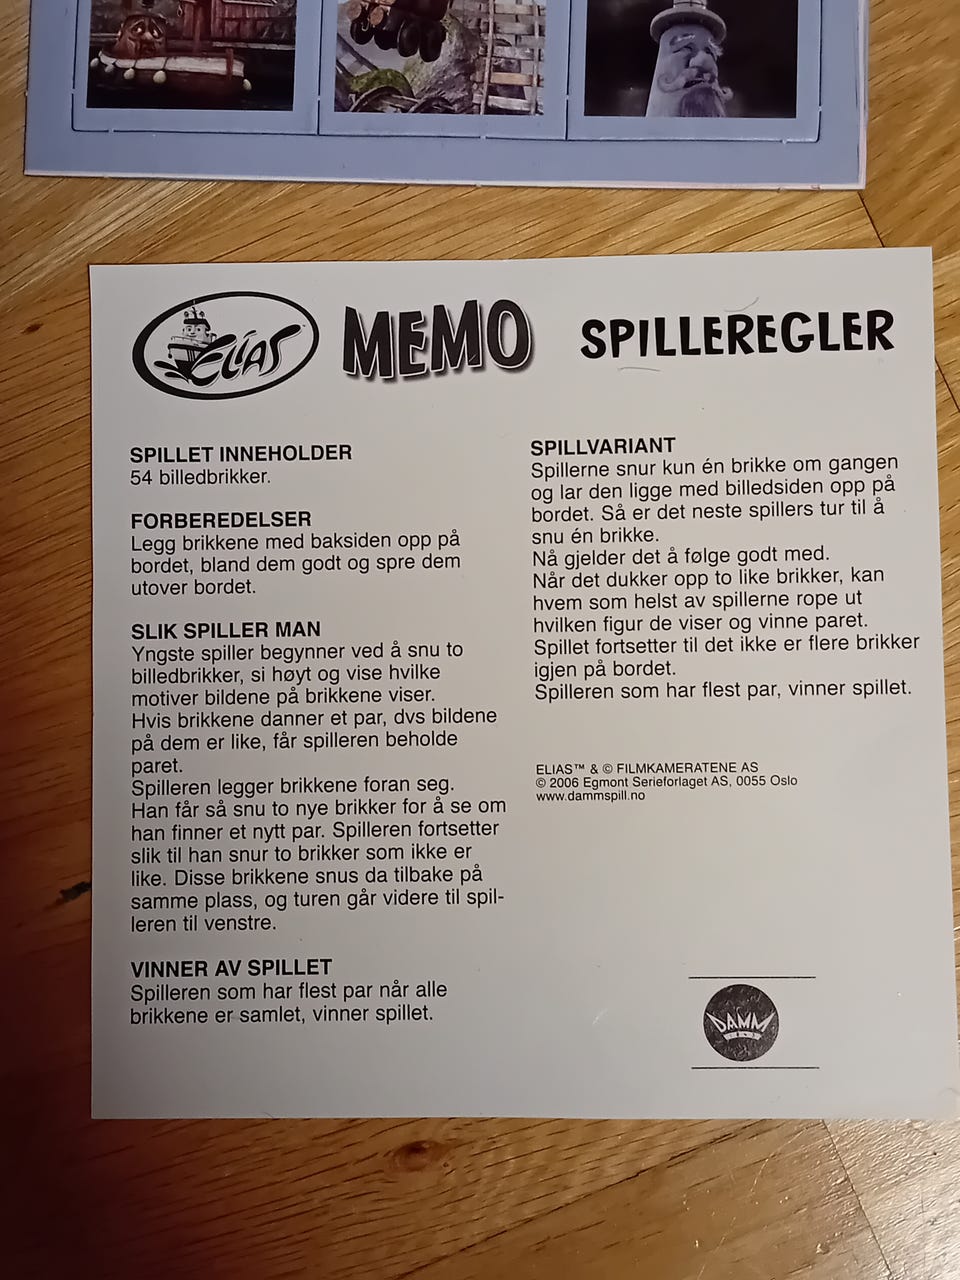 ELIAS
MEMO
SPILLEREGLER
SPILLET INNEHOLDER
54 billedbrikker.
FORBEREDELSER
Legg brikkene med baksiden opp på
bordet, bland dem godt og spre dem
utover bordet.
SLIK SPILLER MAN
Yngste spiller begynner ved å snu to
billedbrikker, si høyt og vise hvilke
motiver bildene på brikkene viser.
Hvis brikkene danner et par, dvs bildene
på dem er like, får spilleren beholde
paret.
Spilleren legger brikkene foran seg.
Han får så snu to nye brikker for å se om
han finner et nytt par. Spilleren fortsetter
slik til han snur to brikker som ikke er
like. Disse brikkene snus da tilbake på
samme plass, og turen går videre til spil-
leren til venstre.
VINNER AV SPILLET
Spilleren som har flest par når alle
brikkene er samlet, vinner spillet.
SPILLVARIANT
Spillerne snur kun én brikke om gangen
og lar den ligge med billedsiden opp på
bordet. Så er det neste spillers tur til å
snu én brikke.
Nå gjelder det å følge godt med.
Når det dukker opp to like brikker, kan
hvem som helst av spillerne rope ut
hvilken figur de viser og vinne paret.
Spillet fortsetter til det ikke er flere brikker
igjen på bordet.
Spilleren som har flest par, vinner spillet.
ELIAS™ & © FILMKAMERATENE AS
© 2006 Egmont Serieforlaget AS, 0055 Oslo
www.dammspill.no
DAMM